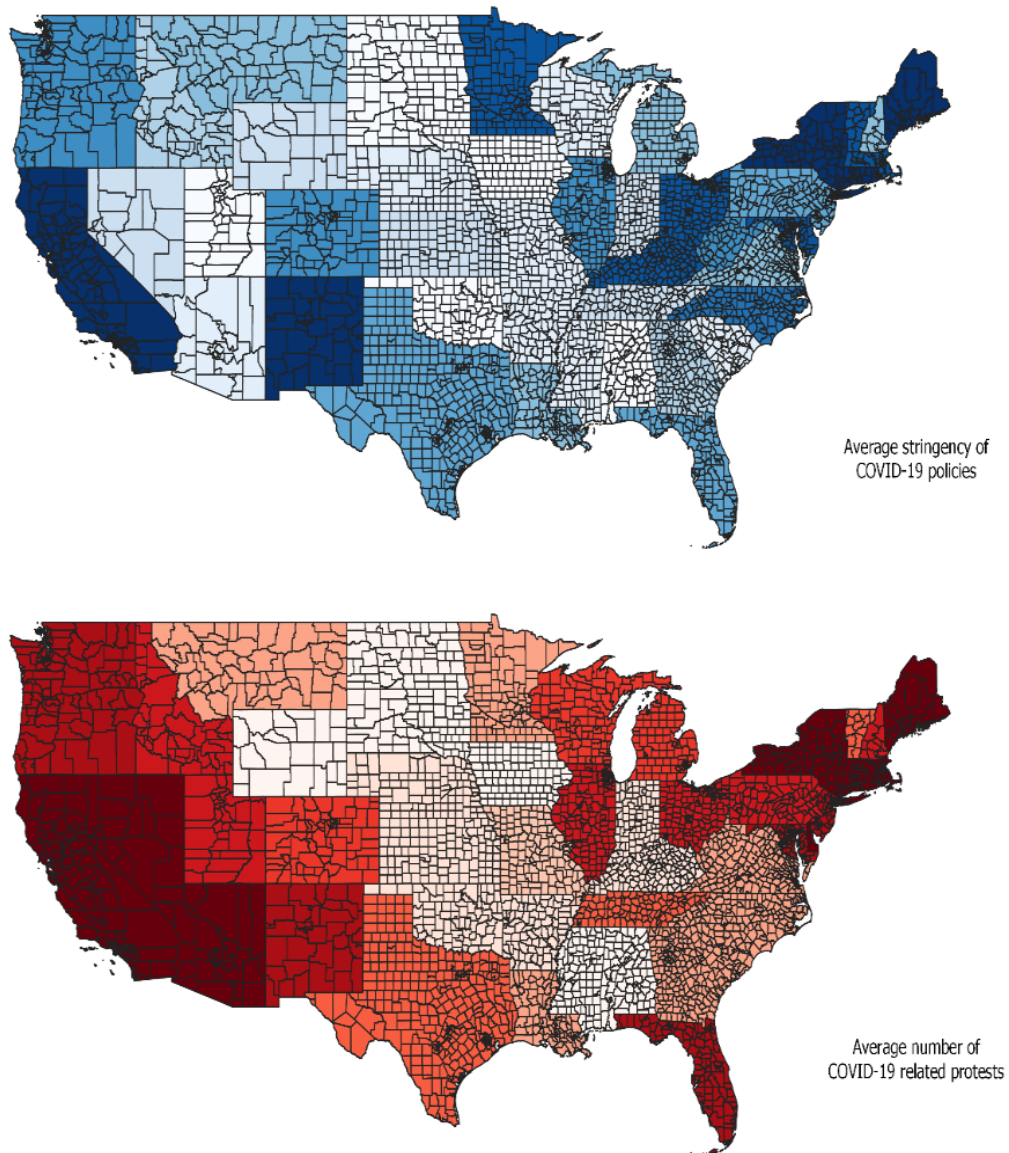 Average stringency of
COVID-19 policies
Average number of
COVID-19 related protests